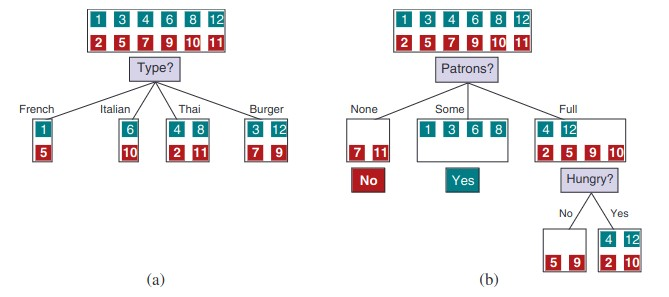 1 3 4 6 8 12
2 5 7 9 10 11
Type?
French Italian Thai Burger
1 6 4 8 3 12
5 10 2 11 7 9
(a)
1 3 4 6 8 12
2 5 7 9 10 11
Patrons?
None Some Full
1 3 6 8 4 12
7 11 2 5 9 10
No Yes Hungry?
No Yes
4 12
5 9 2 10
(b)